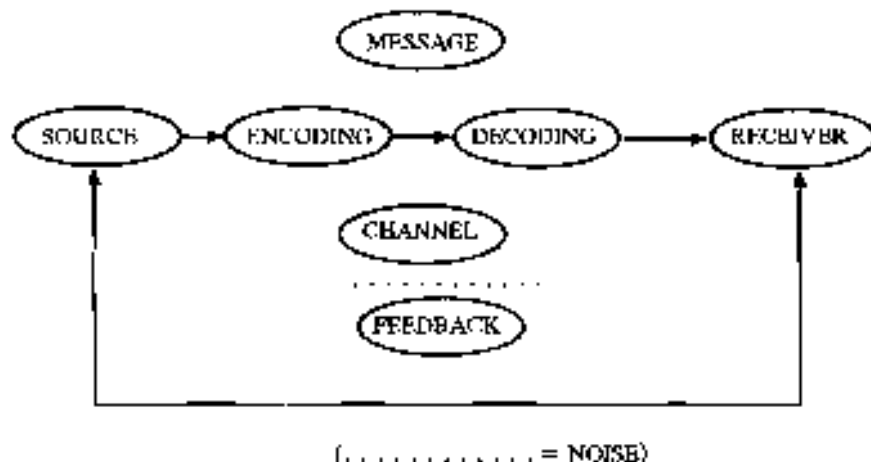 MESSAGE
SOURCE ENCODING DECODING RECEIVER
CHANNEL
FEEDBACK
(. . . . . . . . . . . . = NOISE)